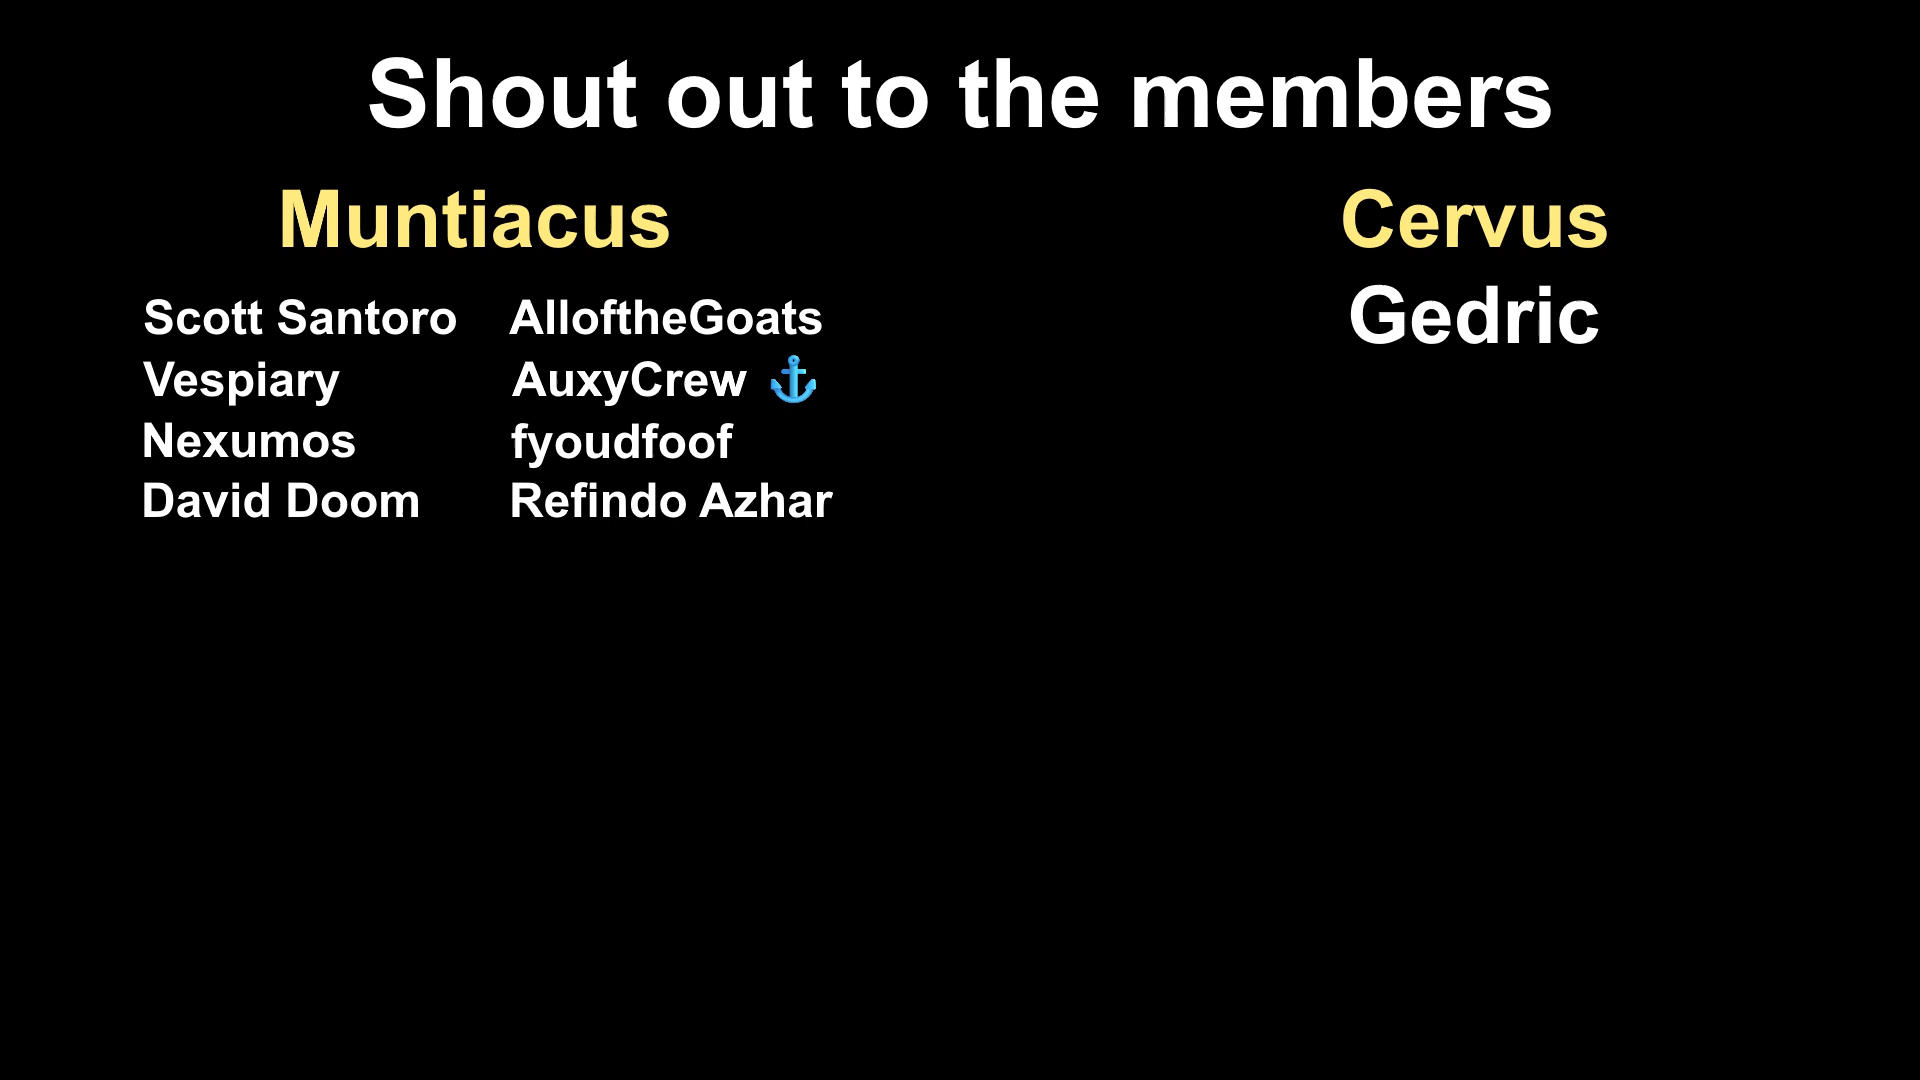 Shout out to the members
Muntiacus
Scott Santoro
Vespiary
Nexumos
David Doom
AlloftheGoats
AuxyCrew ⚓
fyoudfoof
Refindo Azhar
Cervus
Gedric